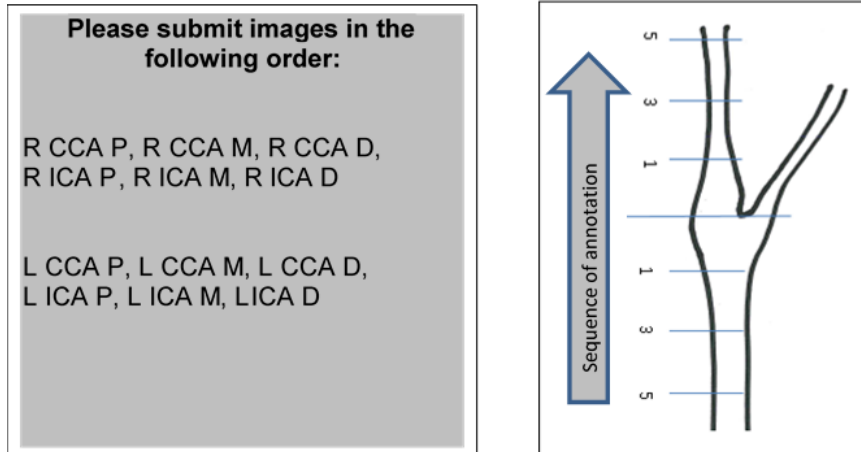 Please submit images in the
following order:
R CCA P, R CCA M, R CCA D,
R ICA P, R ICA M, R ICA D
L CCA P, L CCA M, L CCA D,
L ICA P, L ICA M, LICA D
Sequence of annotation
5
3
1
1
3
5